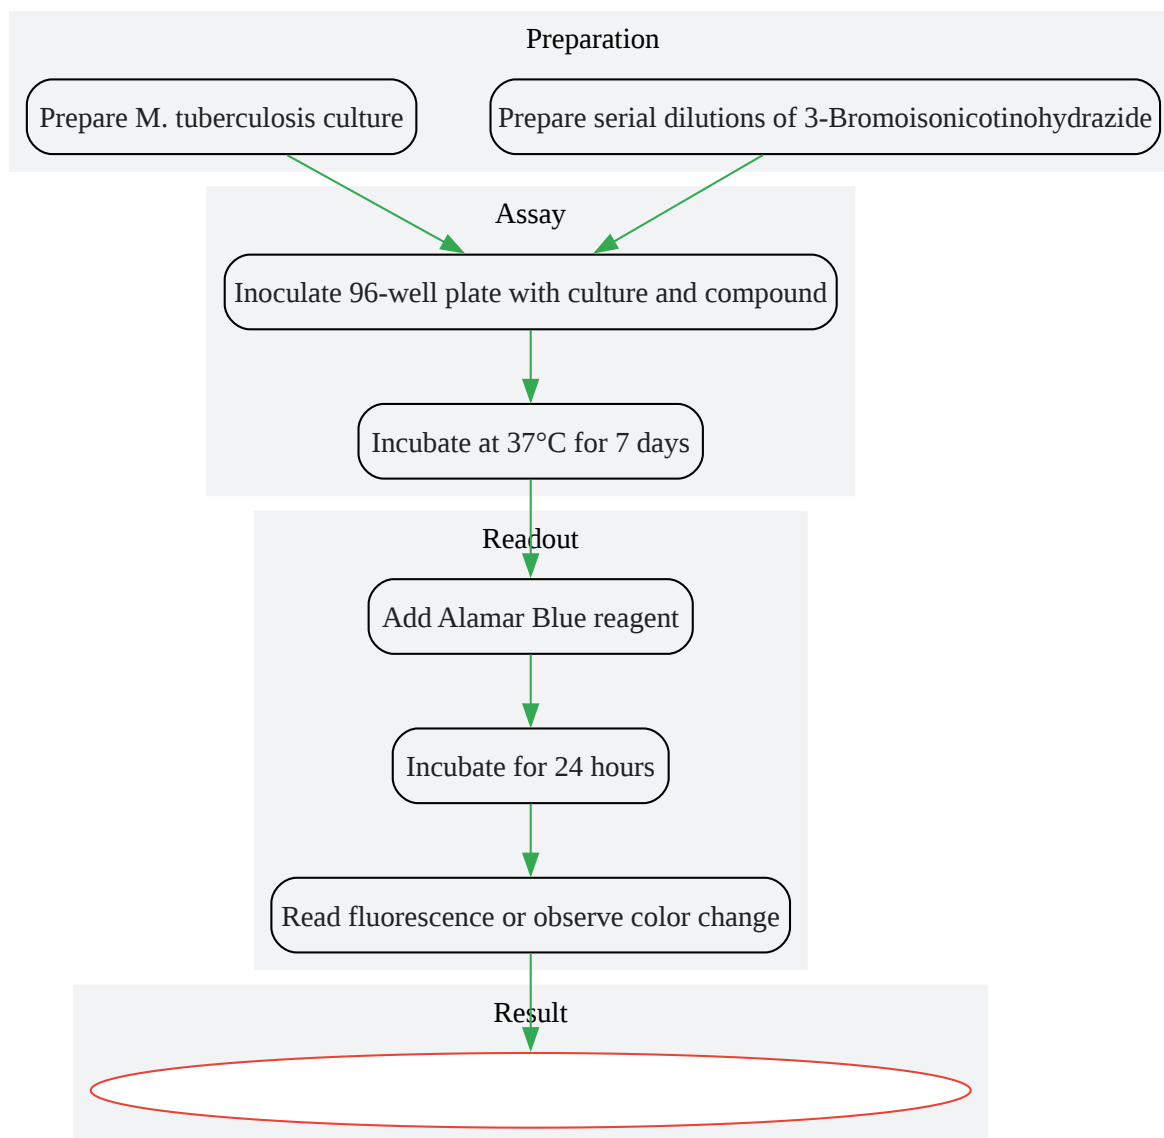 Preparation
Prepare M. tuberculosis culture
Prepare serial dilutions of 3-Bromoisonicotinohydrazide
Assay
Inoculate 96-well plate with culture and compound
Incubate at 37°C for 7 days
Readout
Add Alamar Blue reagent
Incubate for 24 hours
Read fluorescence or observe color change
Result